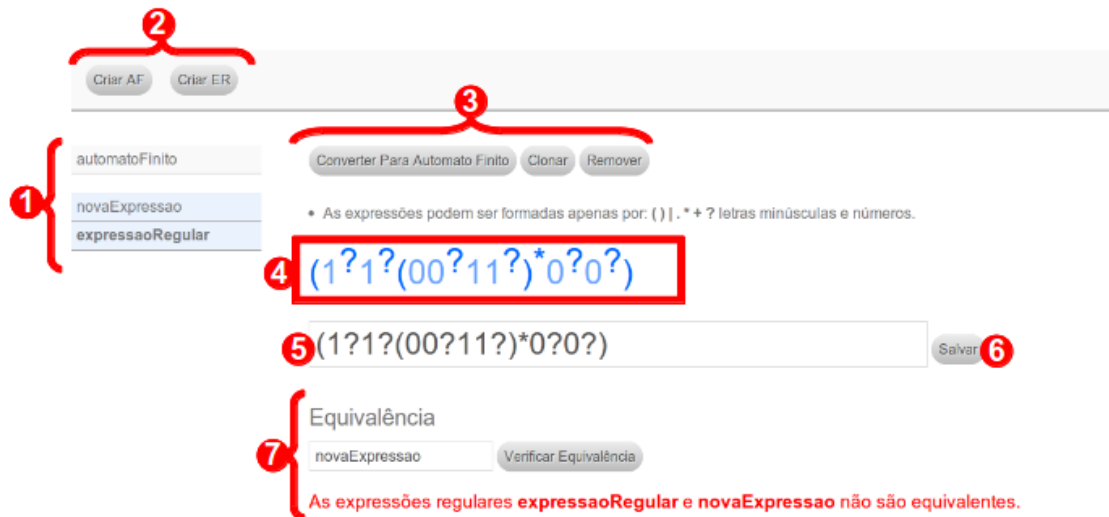 2
Criar AF Criar ER
3
1
automatoFinito
novaExpressao
expressaoRegular
Converter Para Automato Finito Clonar Remover
• As expressões podem ser formadas apenas por: ( ) | . * + ? letras minúsculas e números.
4 (1?1?(00?11?)*0?0?)
5 (1?1?(00?11?)*0?0?) Salvar 6
Equivalência
7 novaExpressao Verificar Equivalência
As expressões regulares expressaoRegular e novaExpressao não são equivalentes.